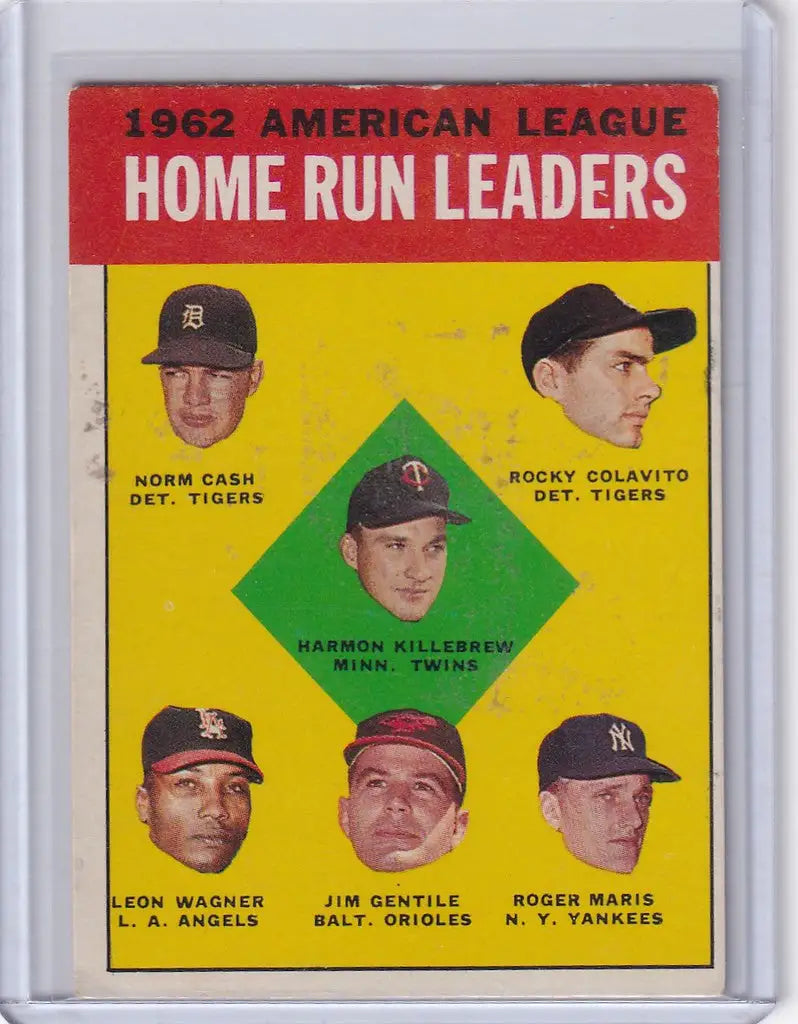 1962 AMERICAN LEAGUE
HOME RUN LEADERS
NORM CASH
DET. TIGERS
ROCKY COLAVITO
DET. TIGERS
HARMON KILLEBREW
MINN. TWINS
LEON WAGNER
L. A. ANGELS
JIM GENTILE
BALT. ORIOLES
ROGER MARIS
N. Y. YANKEES